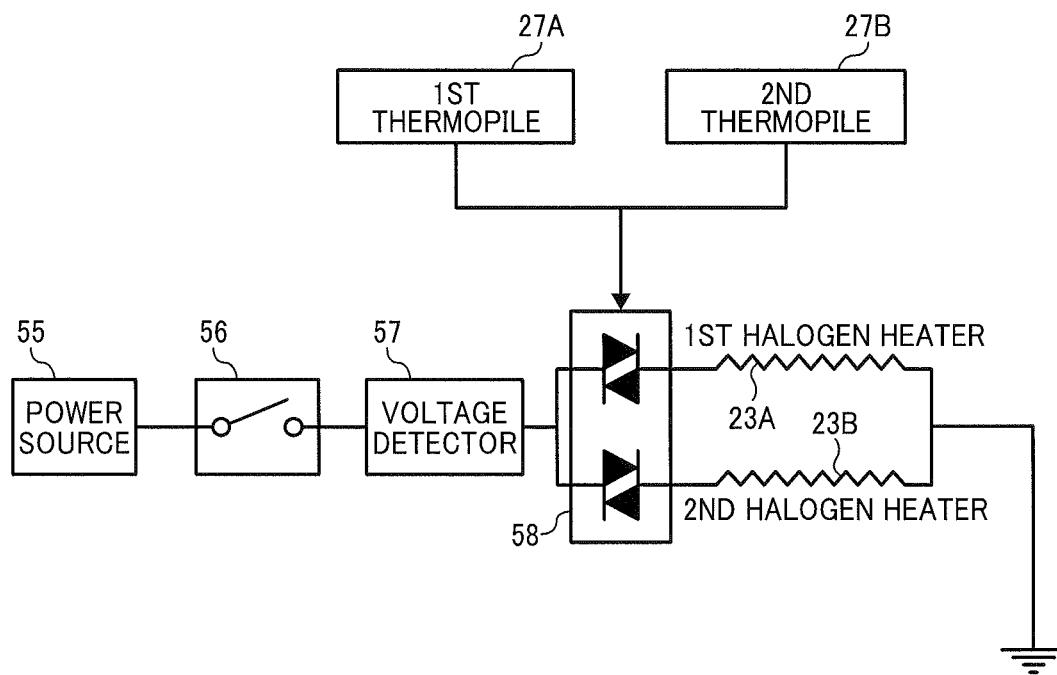 27A
27B
1ST
THERMOPILE
2ND
THERMOPILE
55
56
57
1ST HALOGEN HEATER
POWER
SOURCE
VOLTAGE
DETECTOR
23A
23B
2ND HALOGEN HEATER
58